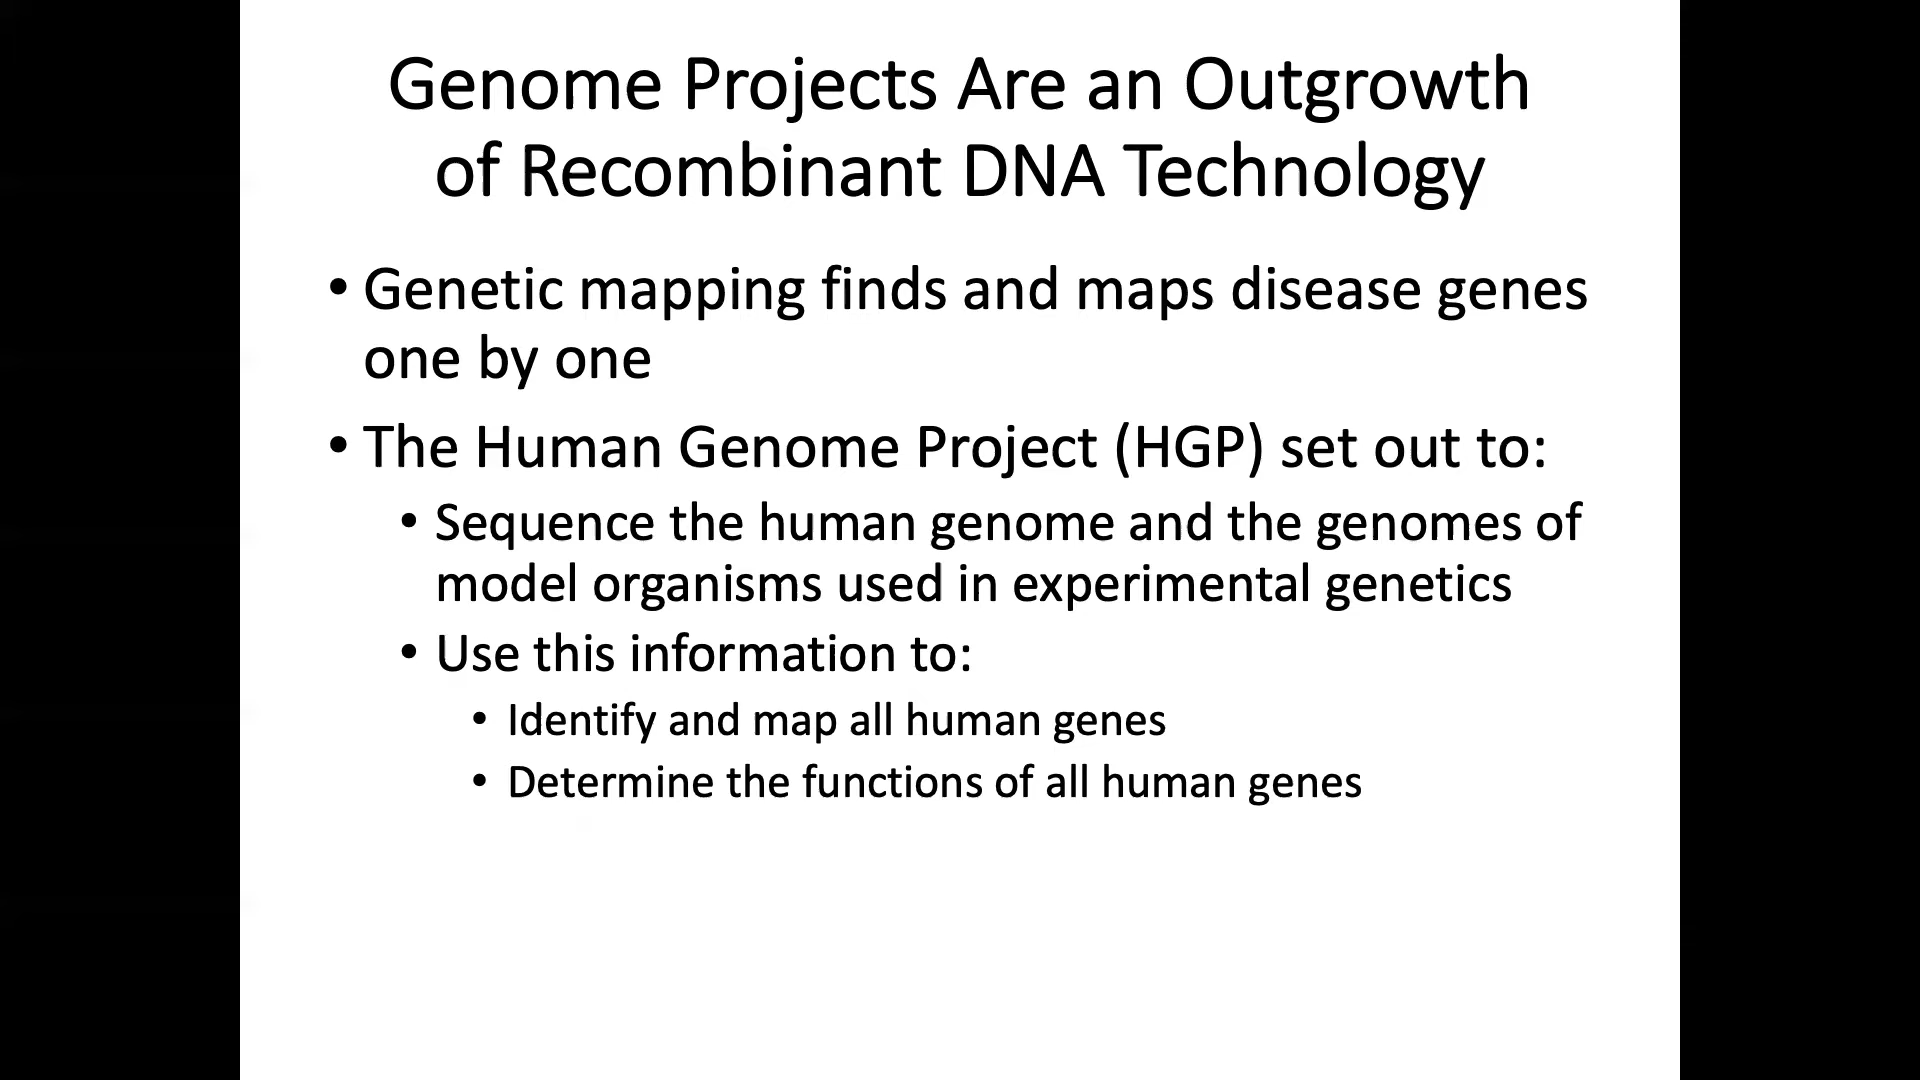 Genome Projects Are an Outgrowth
of Recombinant DNA Technology
• Genetic mapping finds and maps disease genes
one by one
• The Human Genome Project (HGP) set out to:
• Sequence the human genome and the genomes of
model organisms used in experimental genetics
• Use this information to:
• Identify and map all human genes
• Determine the functions of all human genes